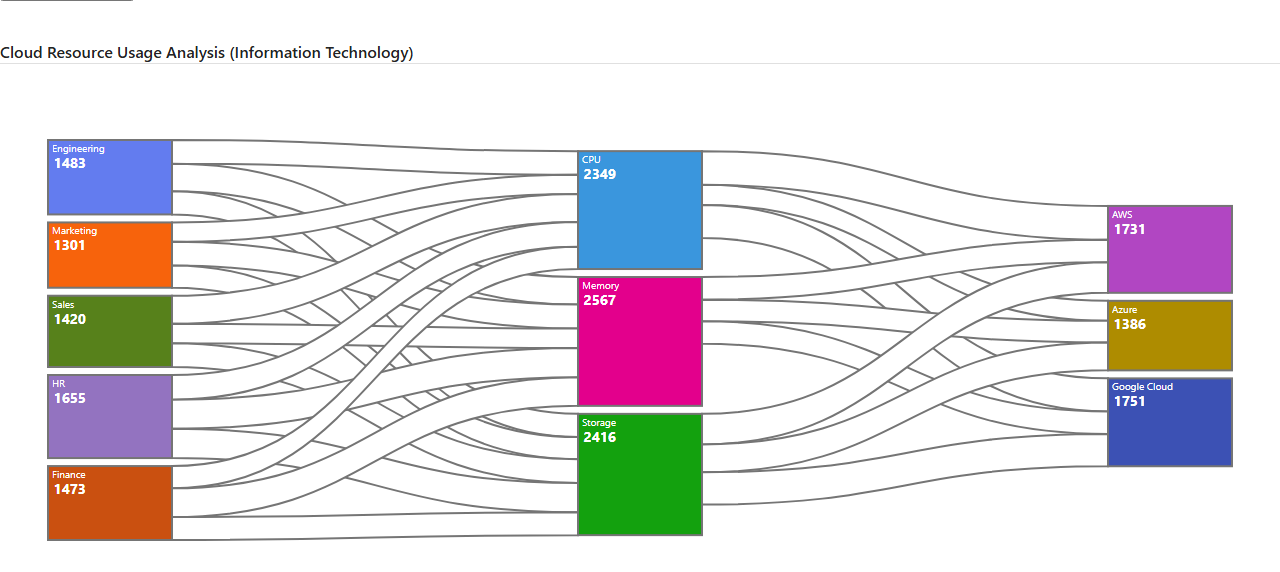 Cloud Resource Usage Analysis (Information Technology)
Engineering
1483
Marketing
1301
Sales
1420
HR
1655
Finance
1473
CPU
2349
Memory
2567
Storage
2416
AWS
1731
Azure
1386
Google Cloud
1751